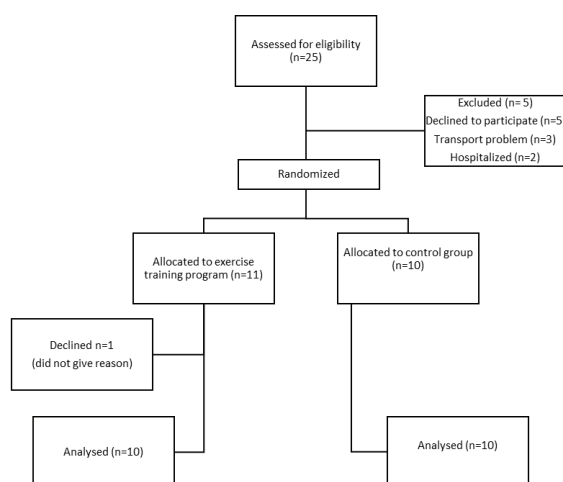 Assessed for eligibility
(n=25)
Excluded (n= 5)
Declined to participate (n=5
Transport problem (n=3)
Hospitalized (n=2)
Randomized
Allocated to exercise
training program (n=11)
Allocated to control group
(n=10)
Declined n=1
(did not give reason)
Analysed (n=10)
Analysed (n=10)